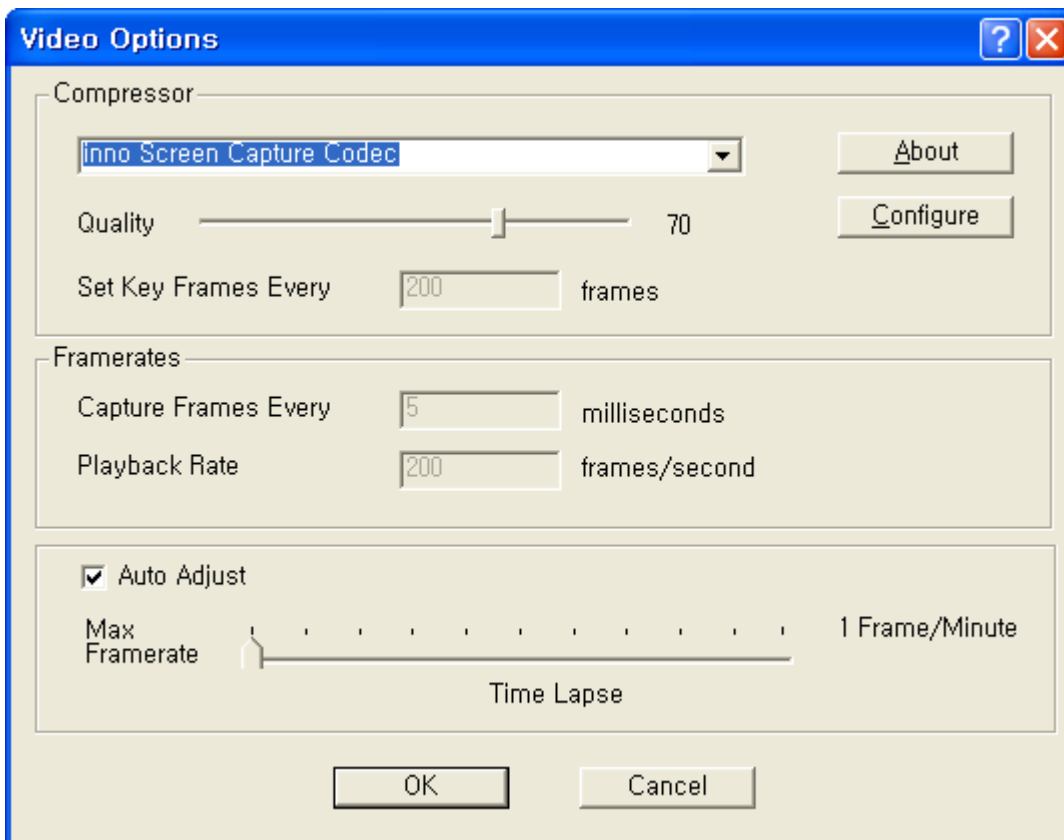 Video Options
Compressor
inno Screen Capture Codec
About
Quality 70
Configure
Set Key Frames Every 200 frames
Framerates
Capture Frames Every 5 milliseconds
Playback Rate 200 frames/second
Auto Adjust
Max
Framerate
1 Frame/Minute
Time Lapse
OK Cancel